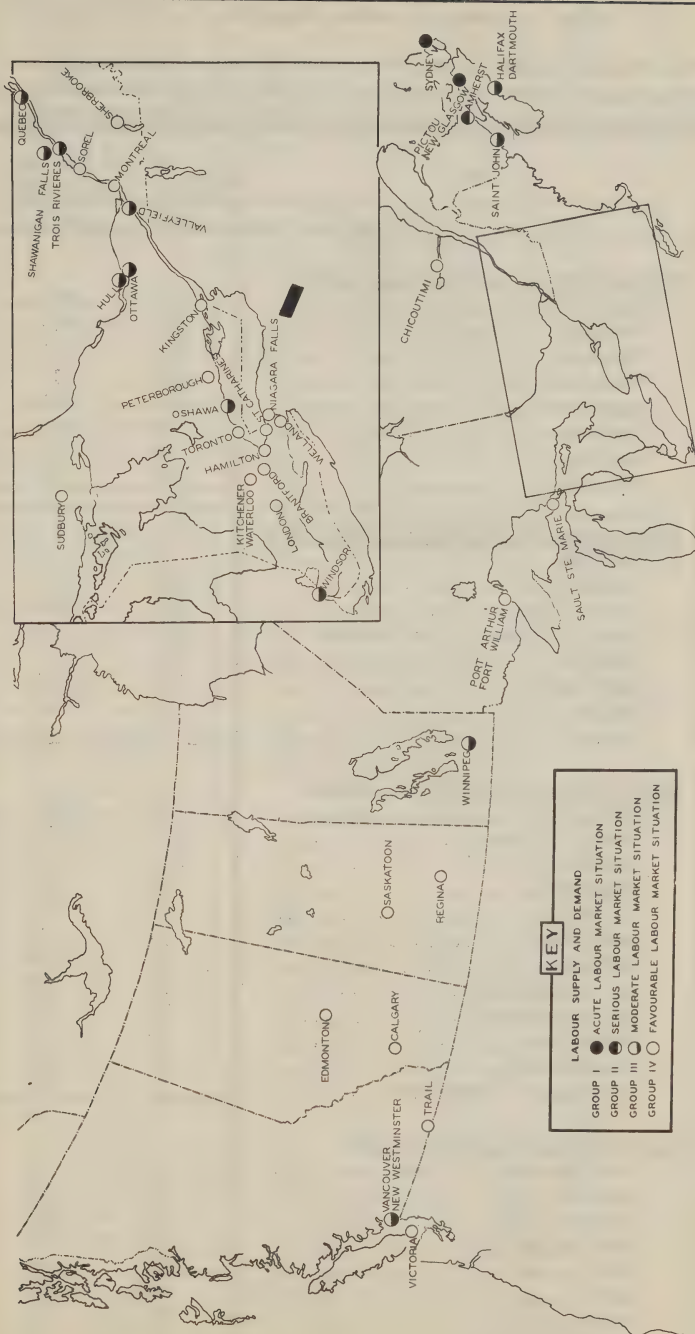 SYDNEY
PICTOU
NEW GLASGOW
AMHERST
HALIFAX
DARTMOUTH
SAINT JOHN
CHICOUTIMI
QUEBEC
SHERBROOKE
SHAWANIGAN FALLS
TROIS RIVIERES
SOREL
MONTREAL
VALLEYFIELD
HULL
OTTAWA
KINGSTON
PETERBOROUGH
OSHAWA
TORONTO
HAMILTON
ST CATHARINES
NIAGARA FALLS
WELLAND
BRANTFORD
KITCHENER
WATERLOO
LONDON
WINDSOR
SUDBURY
SAULT STE MARIE
PORT ARTHUR
FORT WILLIAM
WINNIPEG
SASKATOON
REGINA
EDMONTON
CALGARY
TRAIL
VANCOUVER
NEW WESTMINSTER
VICTORIA
KEY
LABOUR SUPPLY AND DEMAND
GROUP I ACUTE LABOUR MARKET SITUATION
GROUP II SERIOUS LABOUR MARKET SITUATION
GROUP III MODERATE LABOUR MARKET SITUATION
GROUP IV FAVOURABLE LABOUR MARKET SITUATION